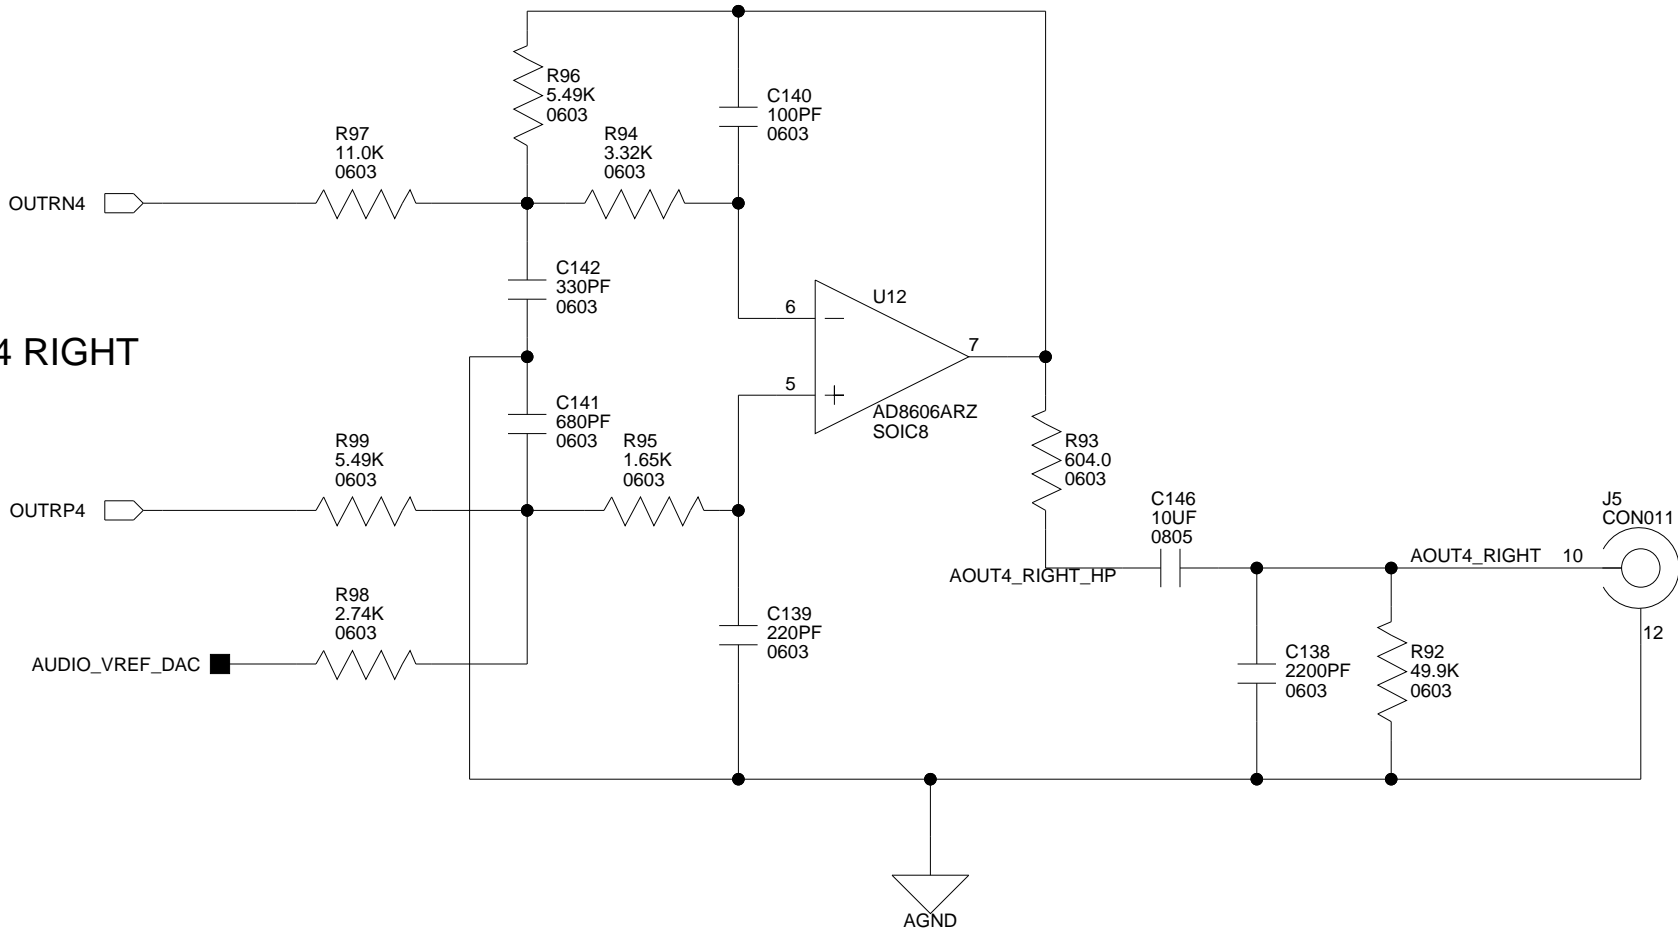 R96
5.49K
0603
C140
100PF
0603
R97
11.0K
0603
R94
3.32K
0603
OUTRN4
C142
330PF
0603
U12
6
7
5
4 RIGHT
AD8606ARZ
SOIC8
C141
680PF
0603
R99
5.49K
0603
R95
1.65K
0603
R93
604.0
0603
OUTRP4
C146
10UF
0805
J5
CON011
AOUT4_RIGHT 10
AOUT4_RIGHT_HP
R98
2.74K
0603
C139
220PF
0603
12
AUDIO_VREF_DAC
C138
2200PF
0603
R92
49.9K
0603
AGND